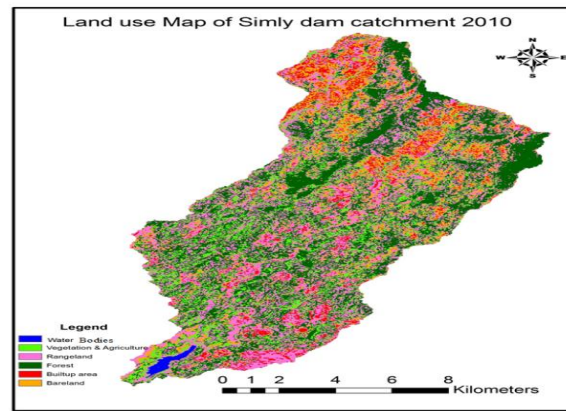 Land use Map of Simly dam catchment 2010
N
W E
S
Legend
Water Bodies
Vegetation & Agriculture
Rangeland
Forest
Builtup area
Bareland
0 1 2 4 6 8
Kilometers